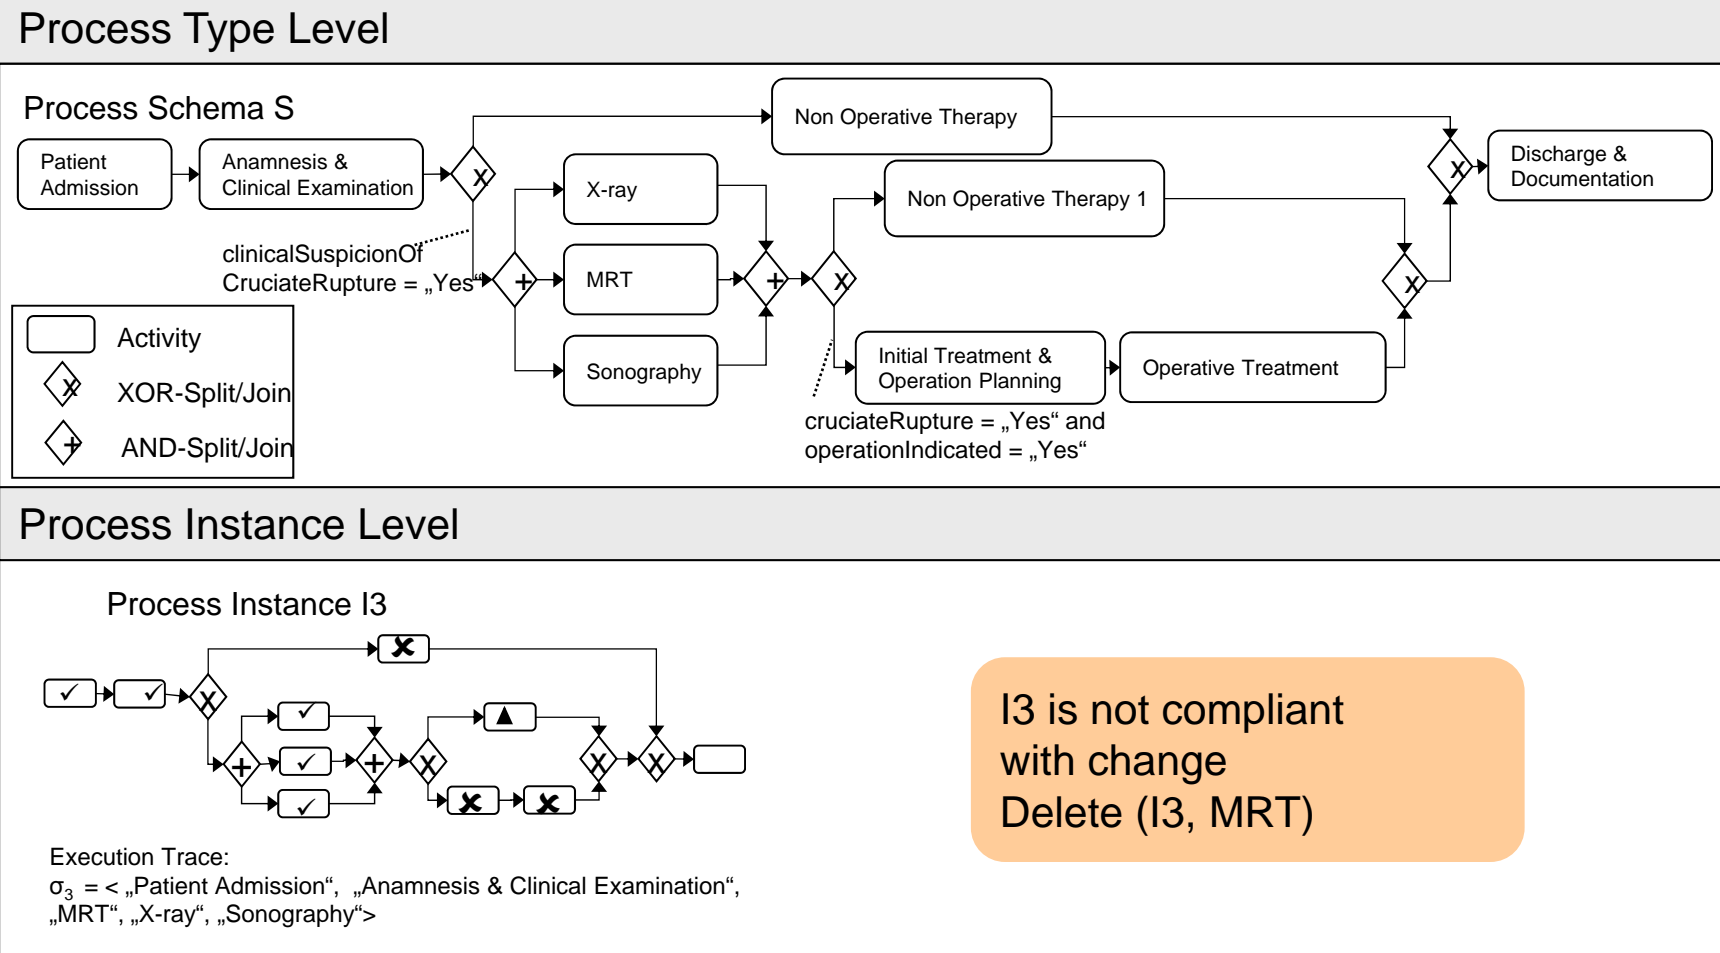 Process Type Level
Process Schema S
Patient
Admission
Anamnesis &
Clinical Examination
X
Non Operative Therapy
X-ray
MRT
Sonography
+
+
X
Non Operative Therapy 1
Initial Treatment &
Operation Planning
Operative Treatment
X
X
Discharge &
Documentation
clinicalSuspicionOf
CruciateRupture = „Yes“
cruciateRupture = „Yes“ and
operationIndicated = „Yes“
Activity
X
XOR-Split/Join
+
AND-Split/Join
Process Instance Level
Process Instance I3
X
+
+
X
X
X
Execution Trace:
σ3 = < „Patient Admission“, „Anamnesis & Clinical Examination“,
„MRT“, „X-ray“, „Sonography“>
I3 is not compliant
with change
Delete (I3, MRT)